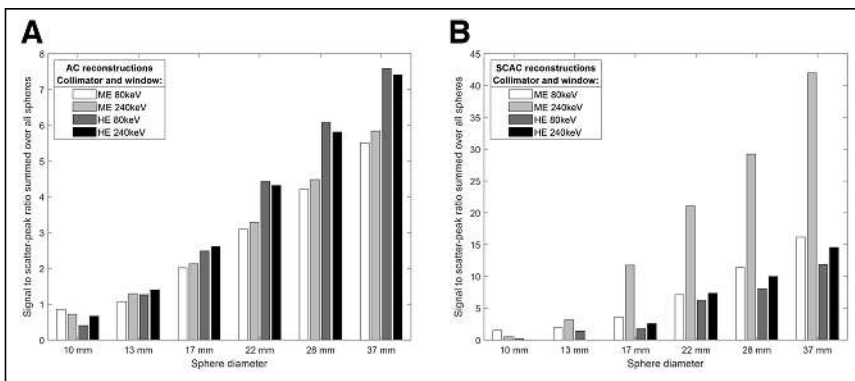 A
AC reconstructions
Collimator and window:
ME 80keV
ME 240keV
HE 80keV
HE 240keV
Signal to scatter-peak ratio summed over all spheres
8
7
6
5
4
3
2
1
0
10 mm
13 mm
17 mm
22 mm
28 mm
37 mm
Sphere diameter
B
SCAC reconstructions
Collimator and window:
ME 80keV
ME 240keV
HE 80keV
HE 240keV
Signal to scatter-peak ratio summed over all spheres
45
40
35
30
25
20
15
10
5
0
10 mm
13 mm
17 mm
22 mm
28 mm
37 mm
Sphere diameter